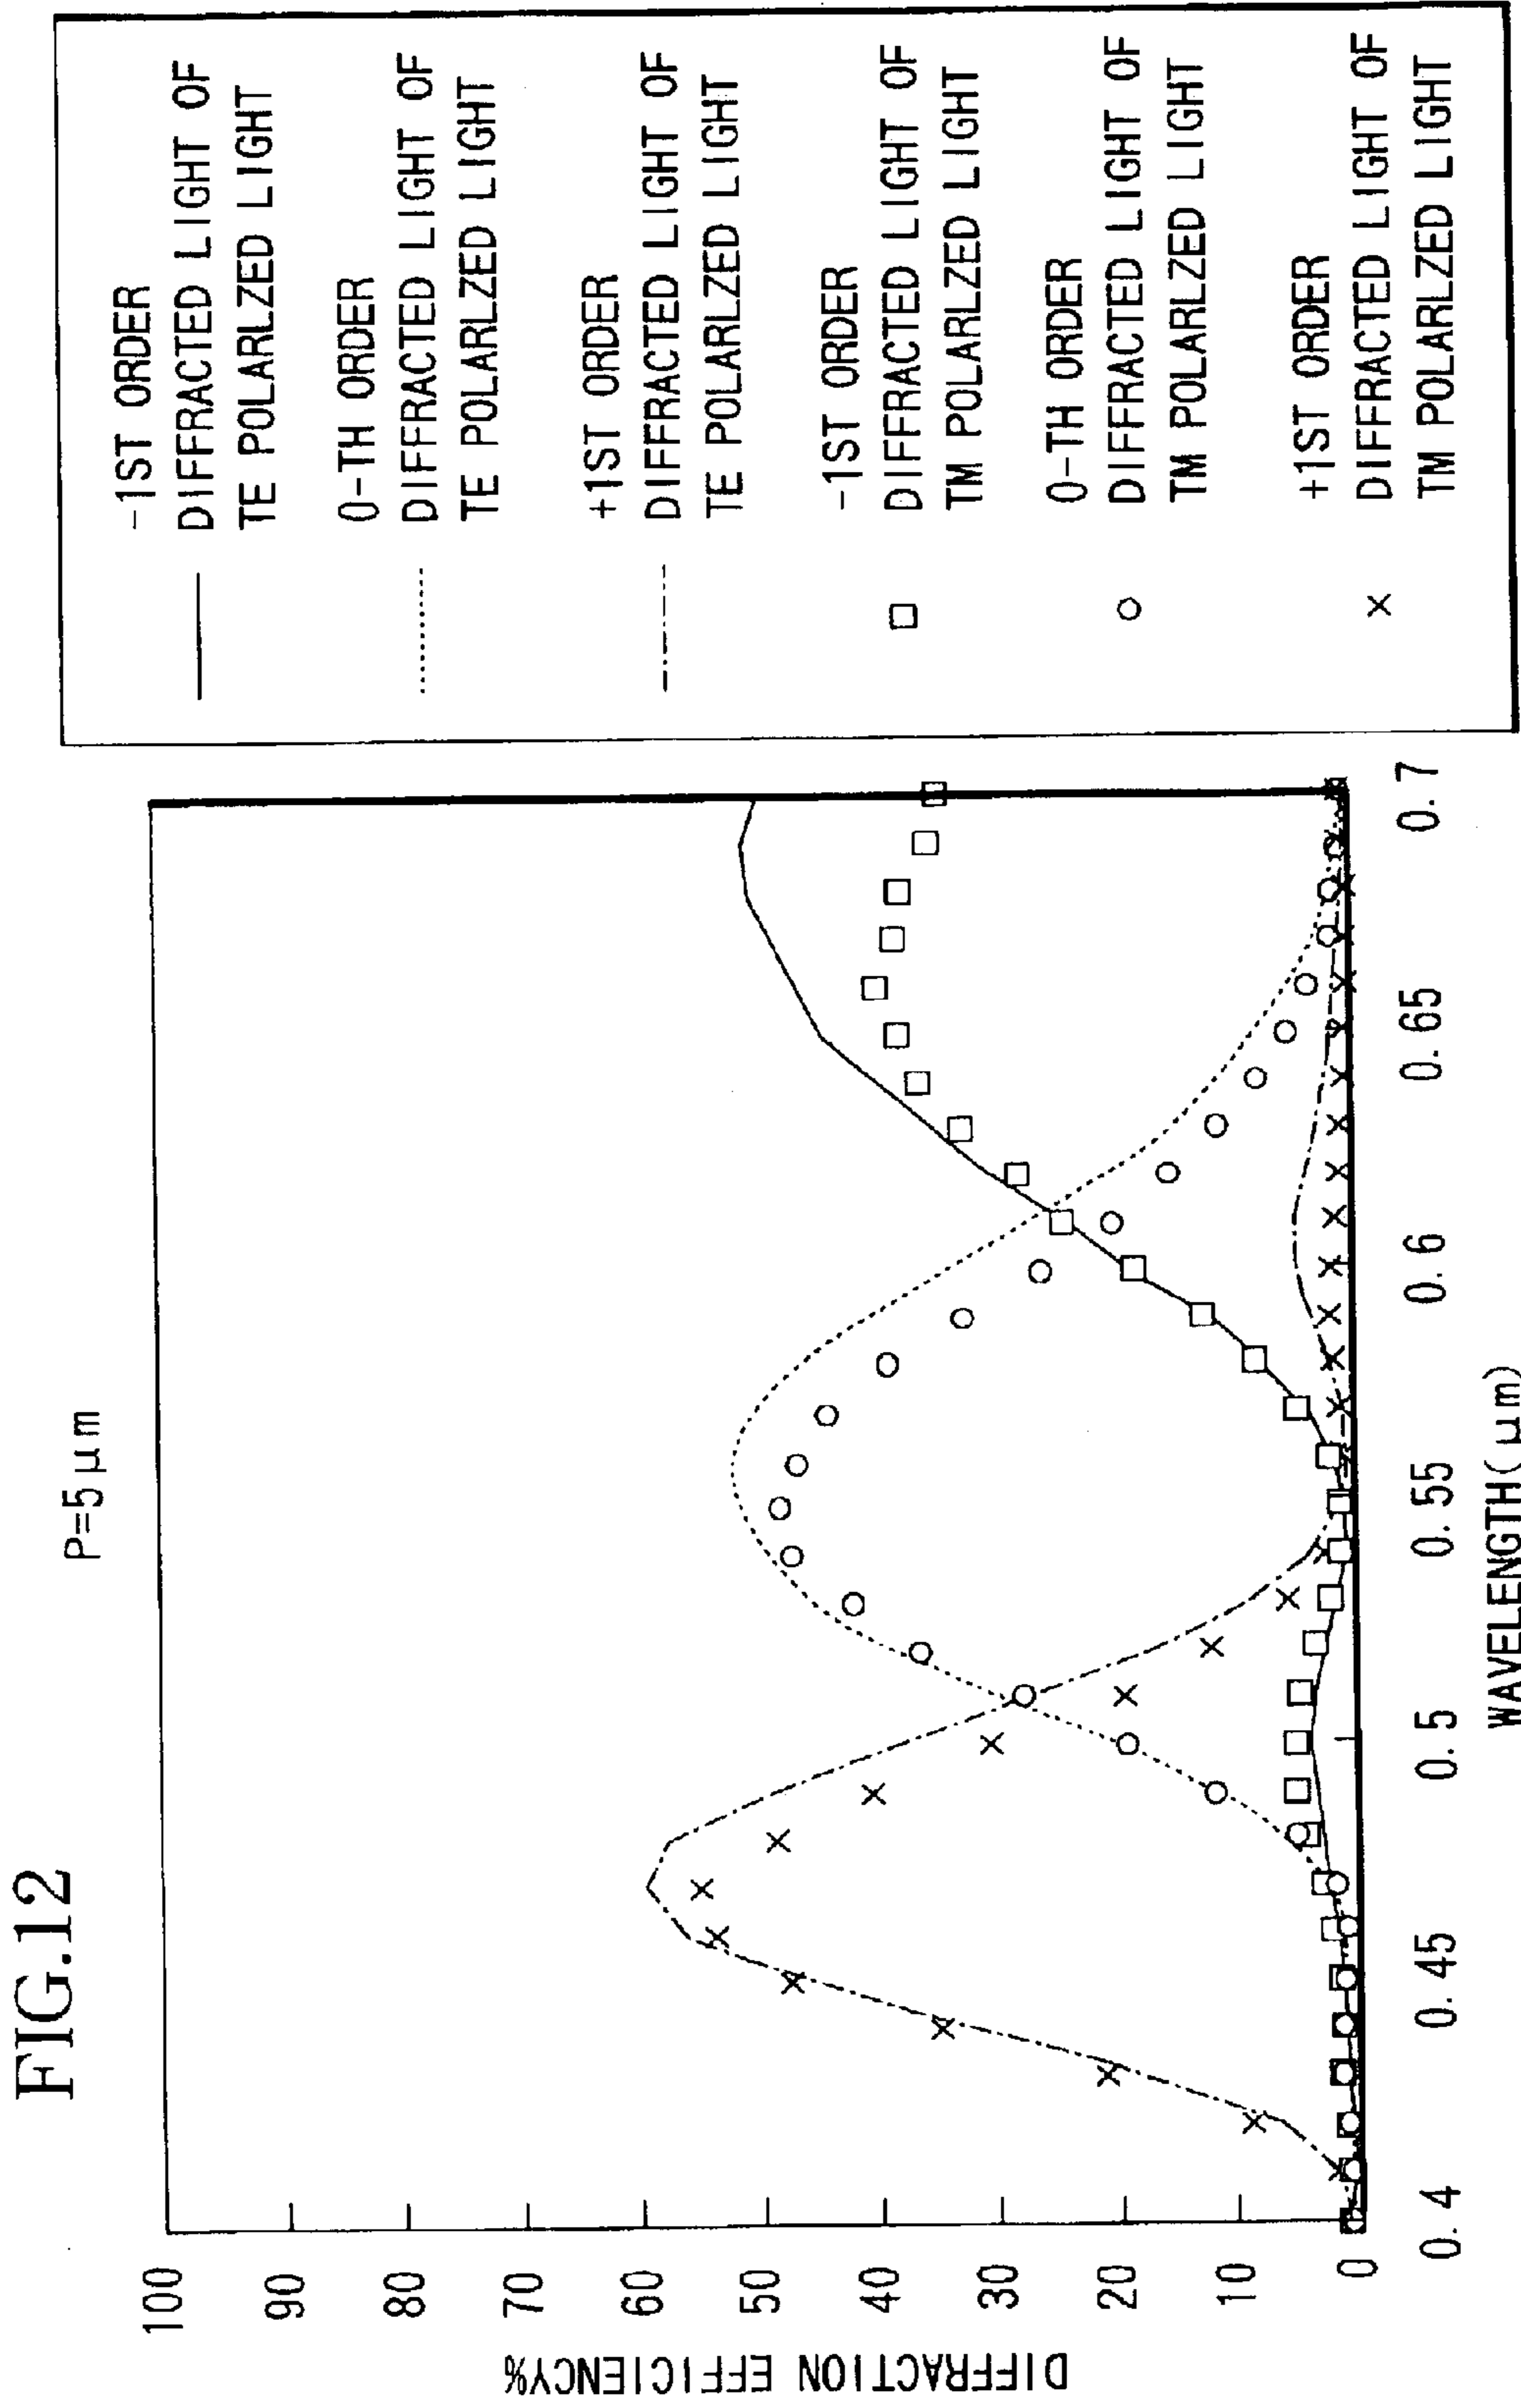 FIG.12
P=5μm
DIFFRACTION EFFICIENCY%
100
90
80
70
60
50
40
30
20
10
0
0.4
0.45
0.5
0.55
0.6
0.65
0.7
WAVELENGTH(μm)
-1ST ORDER
DIFFRACTED LIGHT OF
TE POLARLZED LIGHT
0-TH ORDER
DIFFRACTED LIGHT OF
TE POLARLZED LIGHT
+1ST ORDER
DIFFRACTED LIGHT OF
TE POLARLZED LIGHT
-1ST ORDER
DIFFRACTED LIGHT OF
TM POLARLZED LIGHT
0-TH ORDER
DIFFRACTED LIGHT OF
TM POLARLZED LIGHT
+1ST ORDER
DIFFRACTED LIGHT OF
TM POLARLZED LIGHT